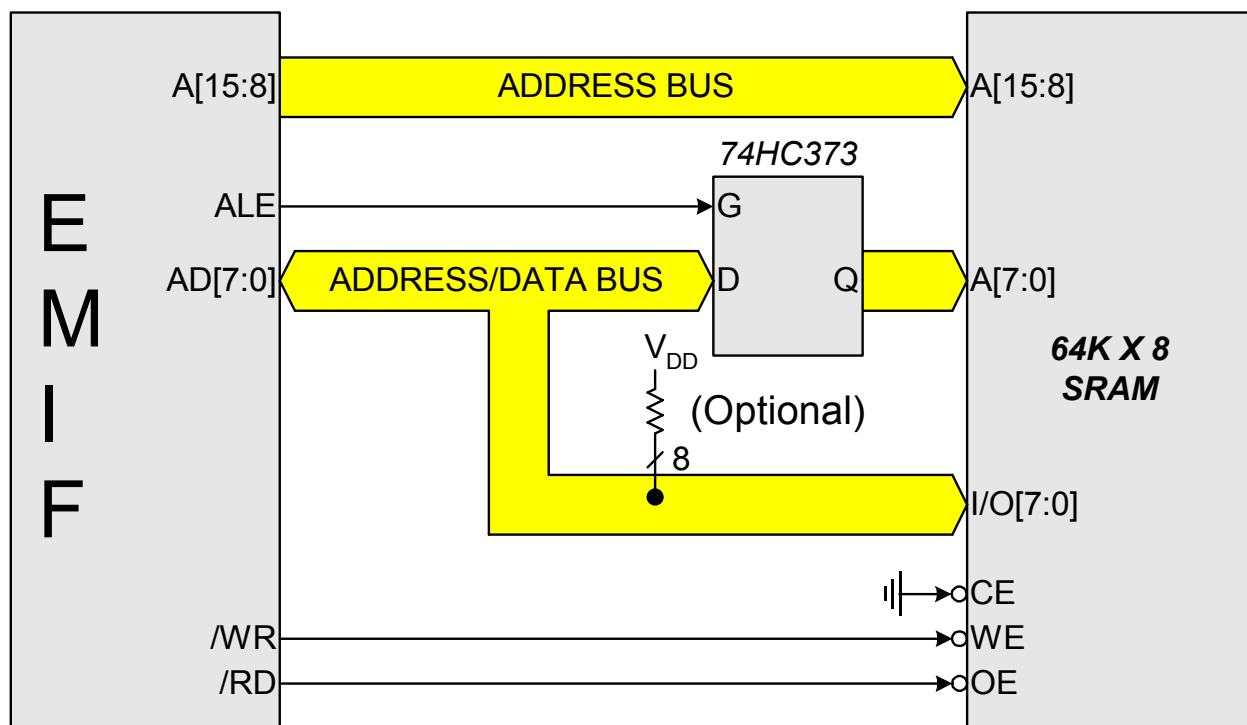 A[15:8]
ADDRESS BUS
A[15:8]
74HC373
ALE
G
E
M
I
F
AD[7:0]
ADDRESS/DATA BUS
D
Q
A[7:0]
64K X 8
SRAM
VDD
(Optional)
8
I/O[7:0]
CE
/WR
WE
/RD
OE